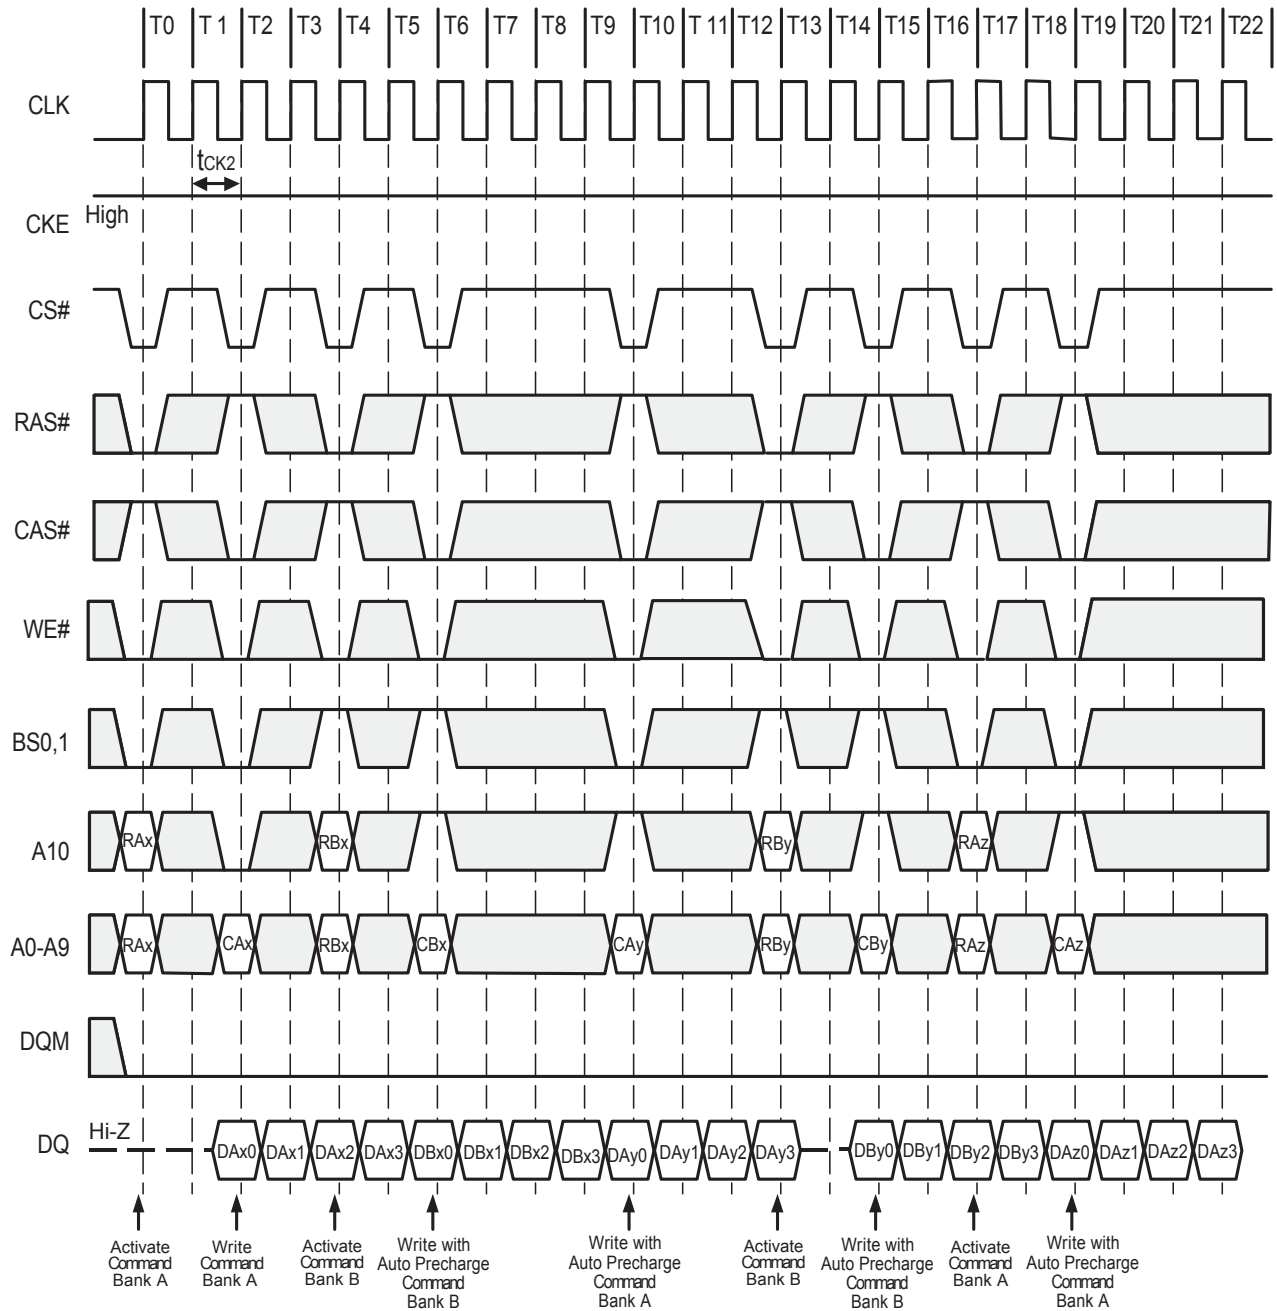 T0 T 1 T2 T3 T4 T5 T6 T7 T8 T9 T10 T 11 T12 T13 T14 T15 T16 T17 T18 T19 T20 T21 T22
CLK
tCK2
CKE High
CS#
RAS#
CAS#
WE#
BS0,1
A10 RAx RBx RBy RAz
A0-A9 RAx CAx RBx CBx CAy RBy CBy RAz CAz
DQM
DQ Hi-Z DAx0 DAx1 DAx2 DAx3 DBx0 DBx1 DBx2 DBx3 DAy0 DAy1 DAy2 DAy3 DBy0 DBy1 DBy2 DBy3 DAz0 DAz1 DAz2 DAz3
Activate
Command
Bank A
Write
Command
Bank A
Activate
Command
Bank B
Write with
Auto Precharge
Command
Bank B
Write with
Auto Precharge
Command
Bank A
Activate
Command
Bank B
Write with
Auto Precharge
Command
Bank B
Activate
Command
Bank A
Write with
Auto Precharge
Command
Bank A